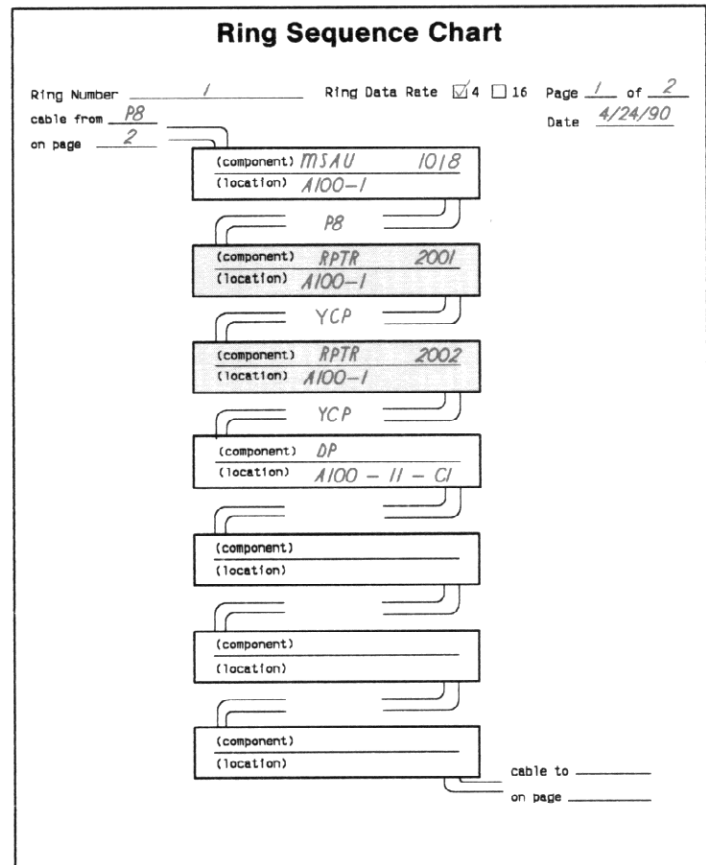 Ring Sequence Chart
Ring Number 1 Ring Data Rate ☑ 4 ☐ 16 Page 1 of 2
cable from P8 Date 4/24/90
on page 2
(component) MSAU 1018
(location) A100-1
P8
(component) RPTR 2001
(location) A100-1
YCP
(component) RPTR 2002
(location) A100-1
YCP
(component) DP
(location) A100 - 11 - C1
(component)
(location)
(component)
(location)
(component)
(location)
cable to
on page